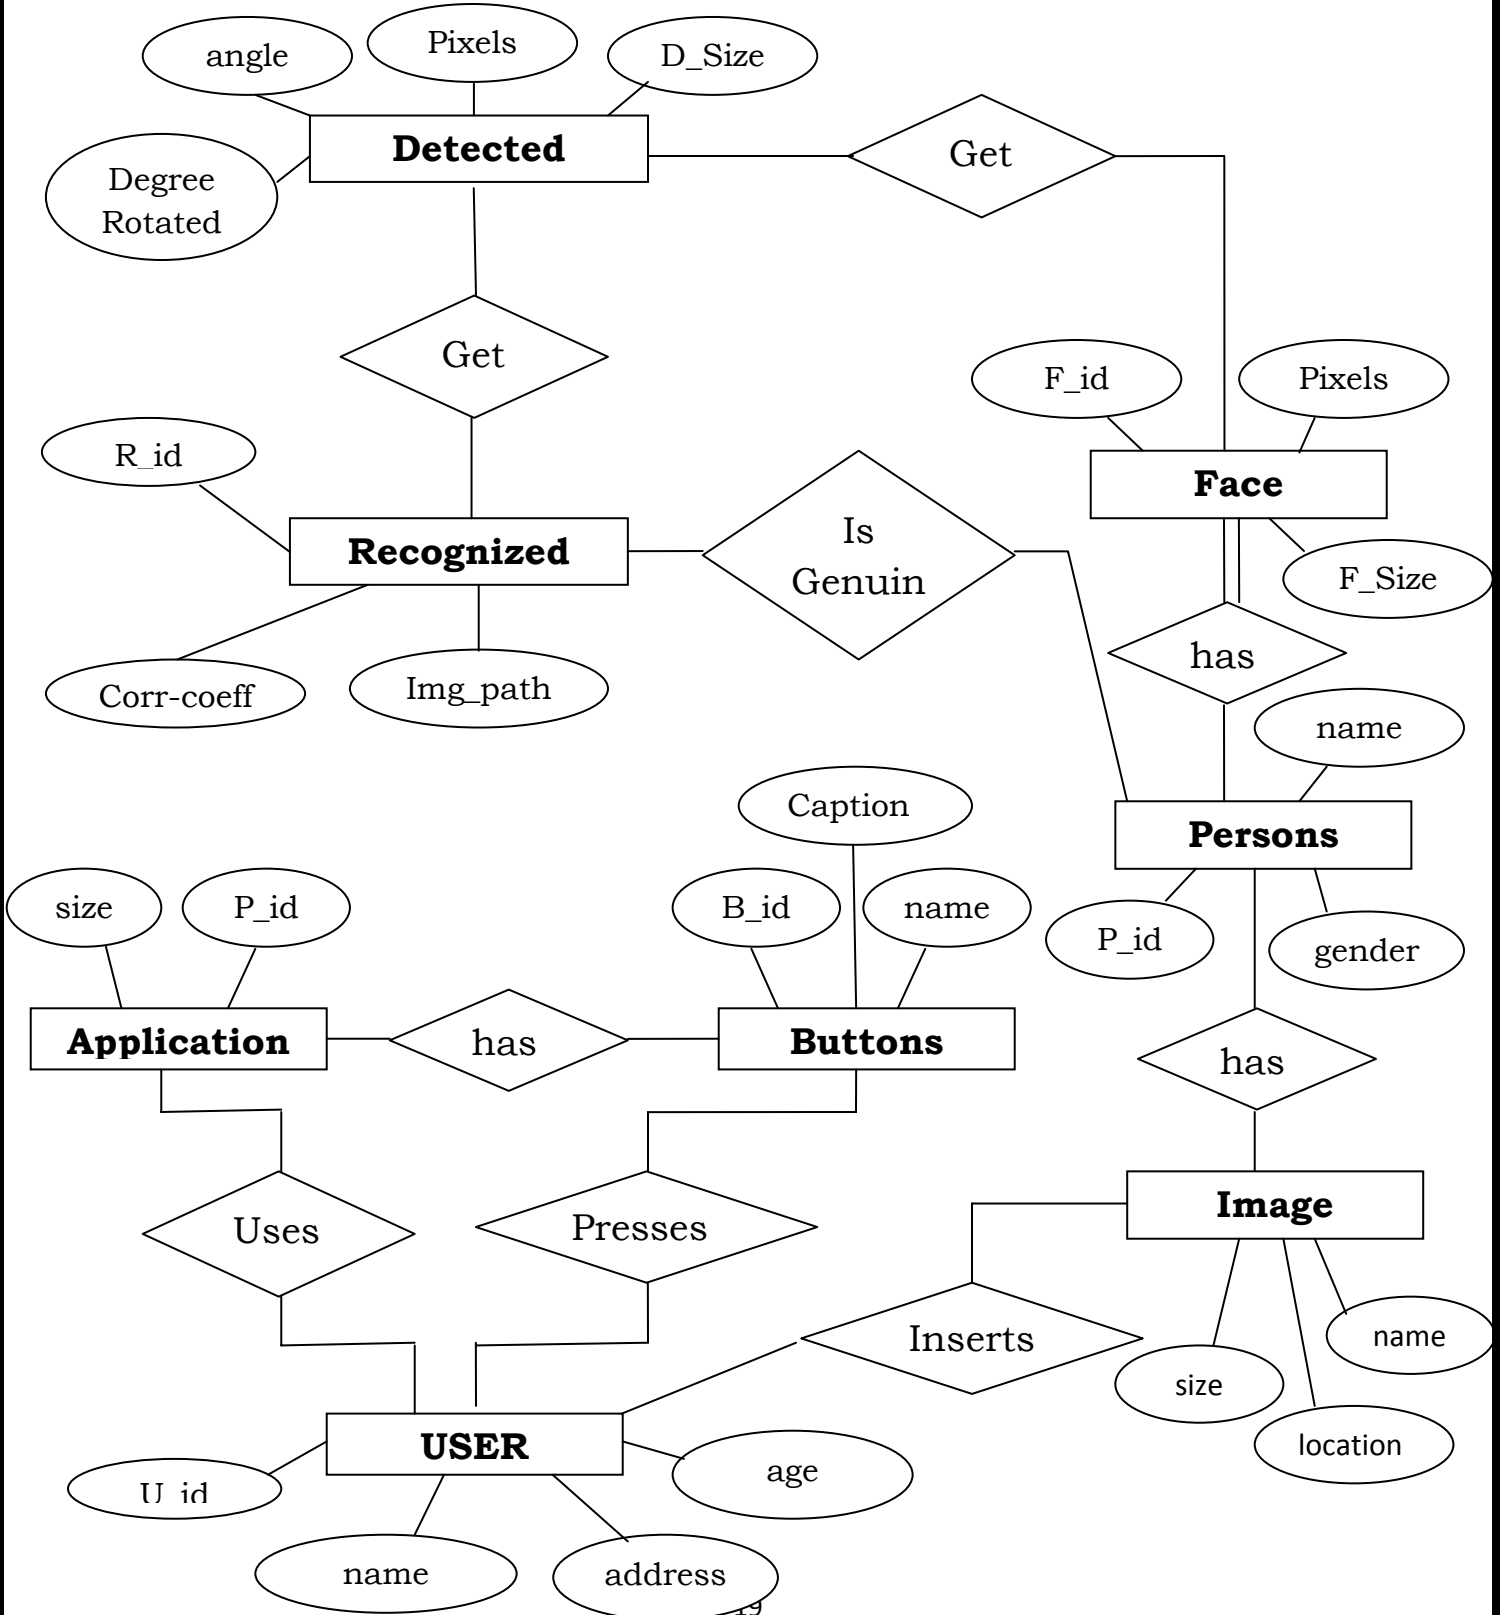 angle
Pixels
D_Size
Detected
Get
Degree
Rotated
Get
F_id
Pixels
R_id
Face
Is
Genuin
Recognized
F_Size
has
Corr-coeff
Img_path
name
Caption
Persons
size
P_id
B_id
name
P_id
gender
Application
has
Buttons
has
Uses
Presses
Image
Inserts
name
size
USER
location
age
U_id
name
address
19